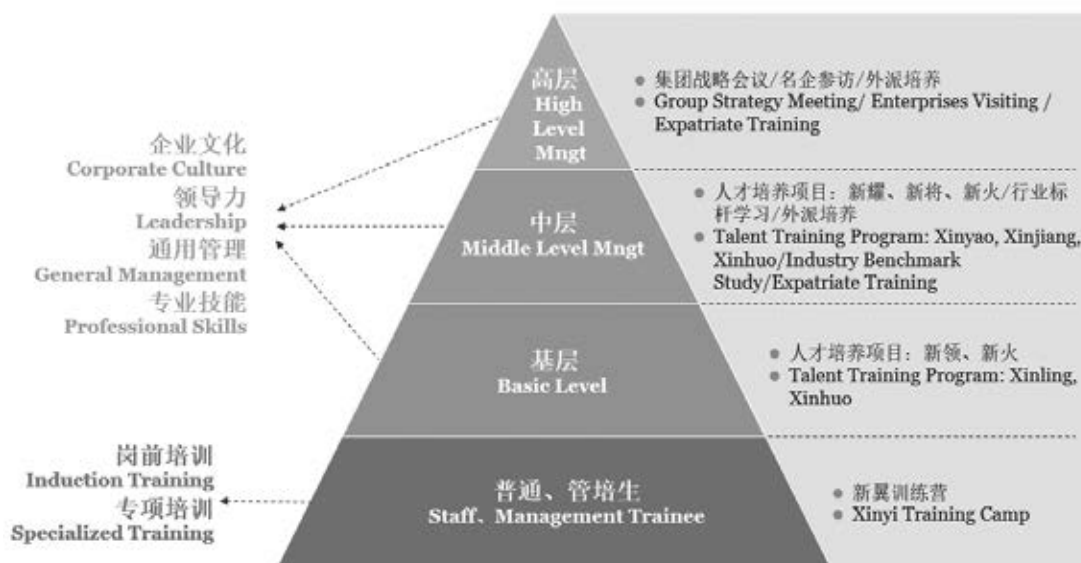 企业文化
Corporate Culture
领导力
Leadership
通用管理
General Management
专业技能
Professional Skills
岗前培训
Induction Training
专项培训
Specialized Training
高层
High
Level
Mngt
中层
Middle Level Mngt
基层
Basic Level
普通、管培生
Staff、Management Trainee
● 集团战略会议/名企参访/外派培养
● Group Strategy Meeting/ Enterprises Visiting /
Expatriate Training
● 人才培养项目：新耀、新将、新火/行业标
杆学习/外派培养
● Talent Training Program: Xinyao, Xinjiang,
Xinhuo/Industry Benchmark
Study/Expatriate Training
● 人才培养项目：新领、新火
● Talent Training Program: Xinling,
Xinhuo
● 新翼训练营
● Xinyi Training Camp